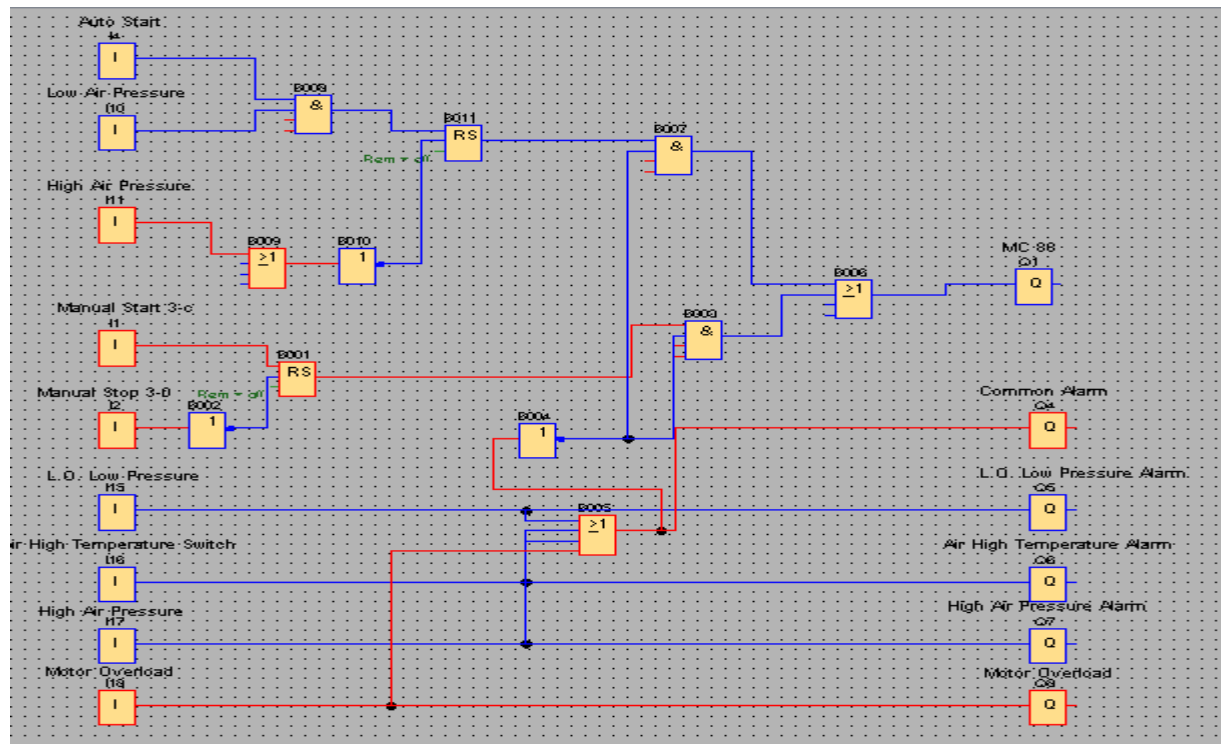 Auto Start
I4
I
Low Air Pressure
I10
I
B008
&
B011
RS
Rem = off
B007
&
High Air Pressure
I11
I
B009
>1
B010
1
MC 88
Q1
Q
B006
>1
Manual Start 3-c
I1
I
B001
RS
Rem = off
B003
&
Manual Stop 3-0
I2
I
B002
1
B004
1
Common Alarm
Q4
Q
L.O. Low Pressure
I15
I
B005
>1
L.O. Low Pressure Alarm
Q5
Q
ir High Temperature Switch
I16
I
Air High Temperature Alarm
Q6
Q
High Air Pressure
I17
I
High Air Pressure Alarm
Q7
Q
Motor Overload
I18
I
Motor Overload
Q8
Q